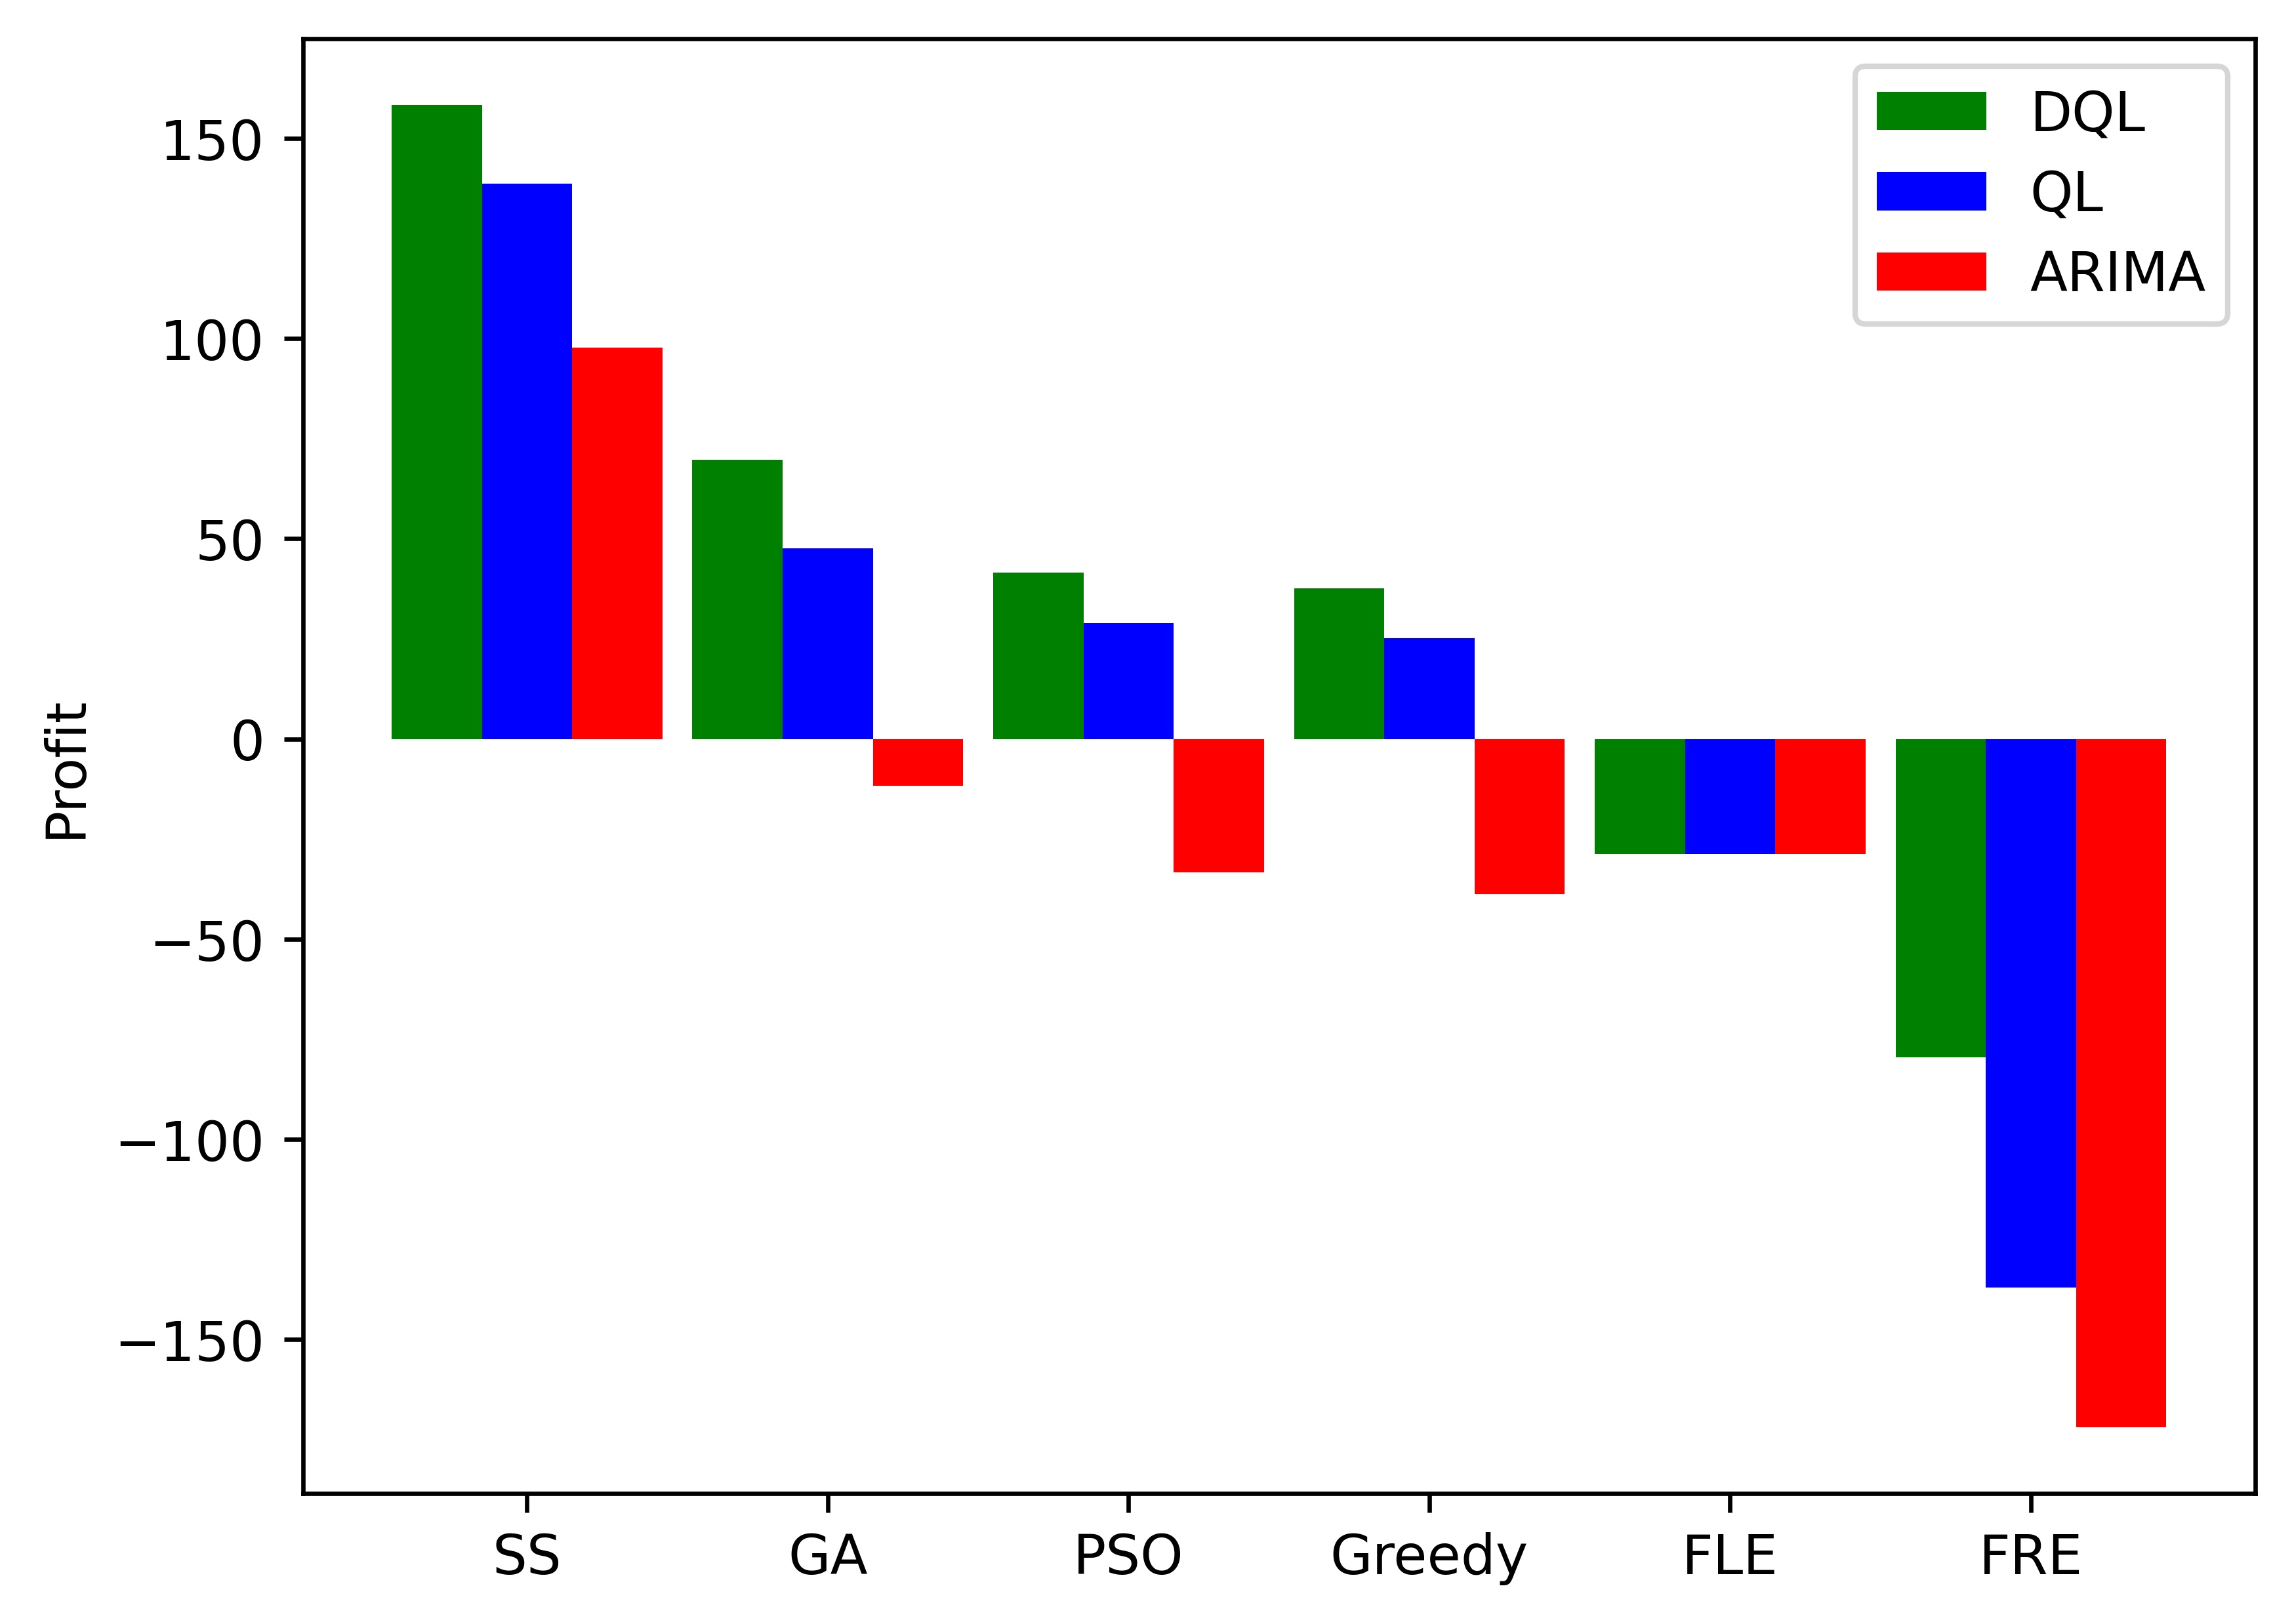 DQL
QL
ARIMA
150
100
50
0
−50
−100
−150
Profit
SS GA PSO Greedy FLE FRE